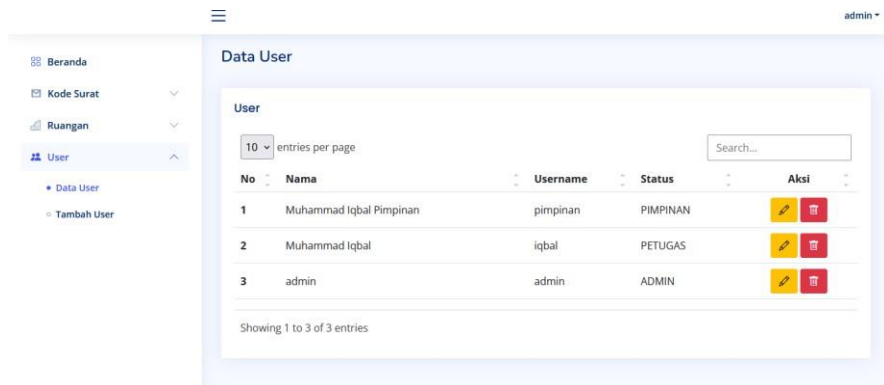 admin
Beranda
Kode Surat
Ruangan
User
Data User
Tambah User
Data User
User
10 entries per page
Search...
No Nama Username Status Aksi
1 Muhammad Iqbal Pimpinan pimpinan PIMPINAN
2 Muhammad Iqbal iqbal PETUGAS
3 admin admin ADMIN
Showing 1 to 3 of 3 entries